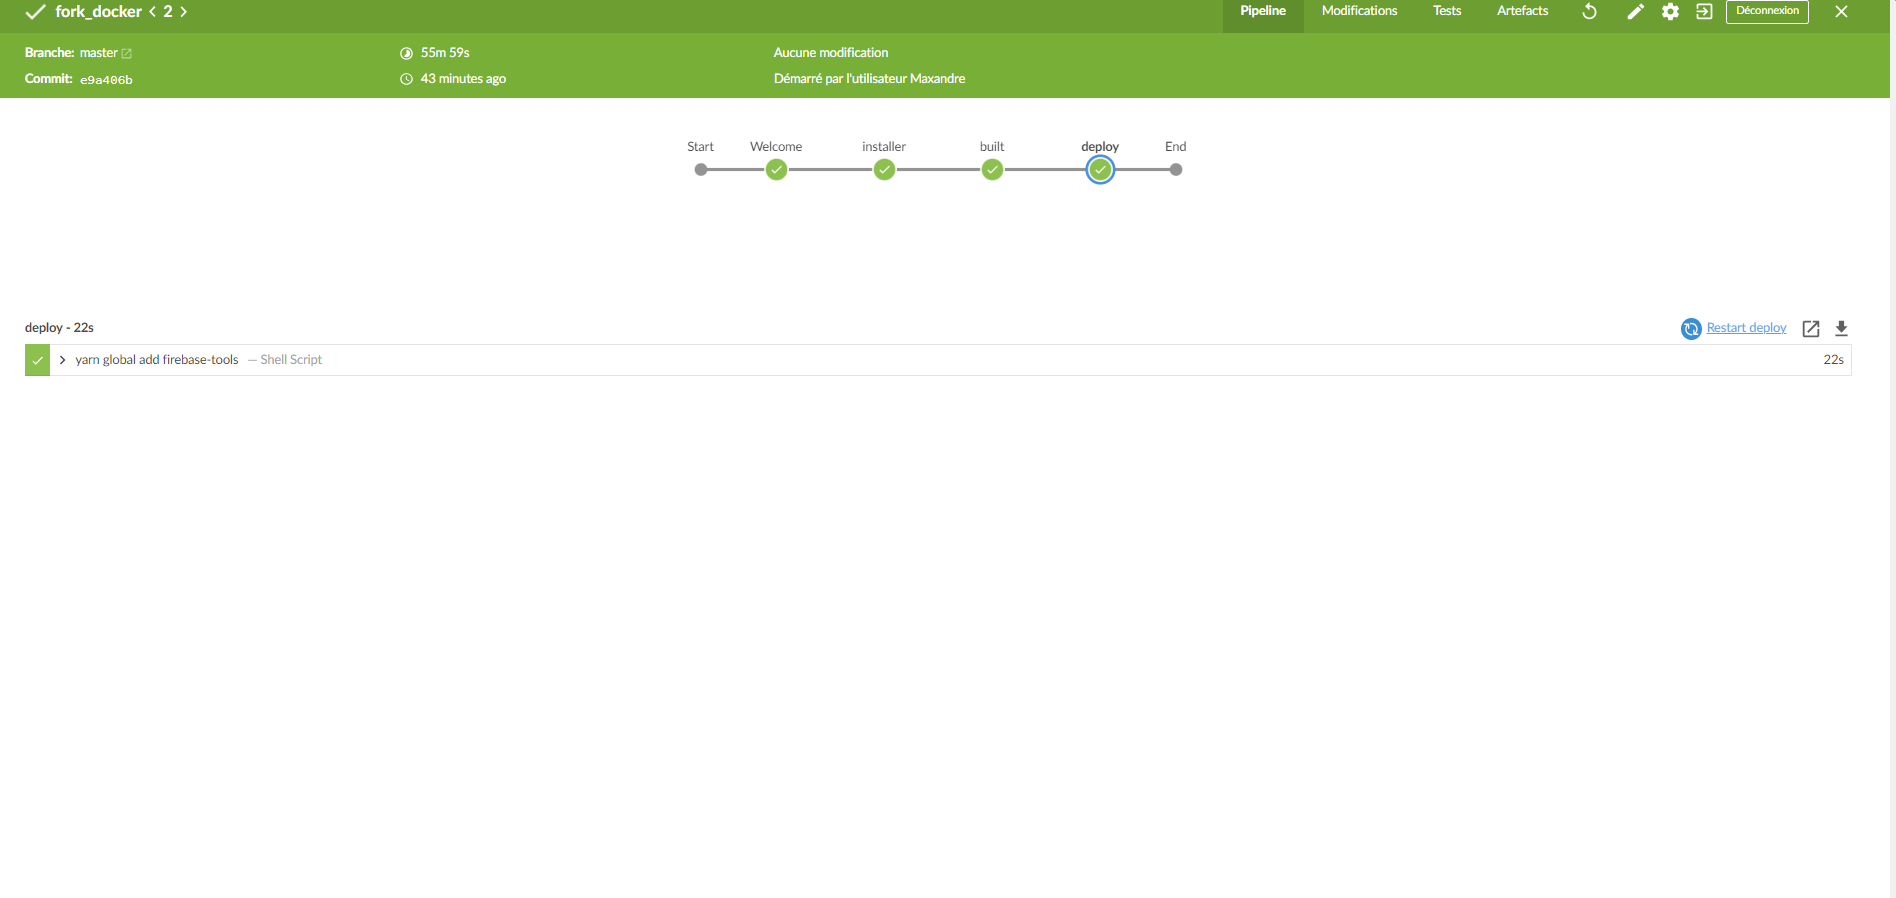 fork_docker < 2 >
Pipeline Modifications Tests Artefacts Déconnexion
Branche: master
55m 59s
Aucune modification
Commit: e9a406b
43 minutes ago
Démarré par l'utilisateur Maxandre
Start Welcome installer built deploy End
deploy - 22s
Restart deploy
yarn global add firebase-tools — Shell Script
22s